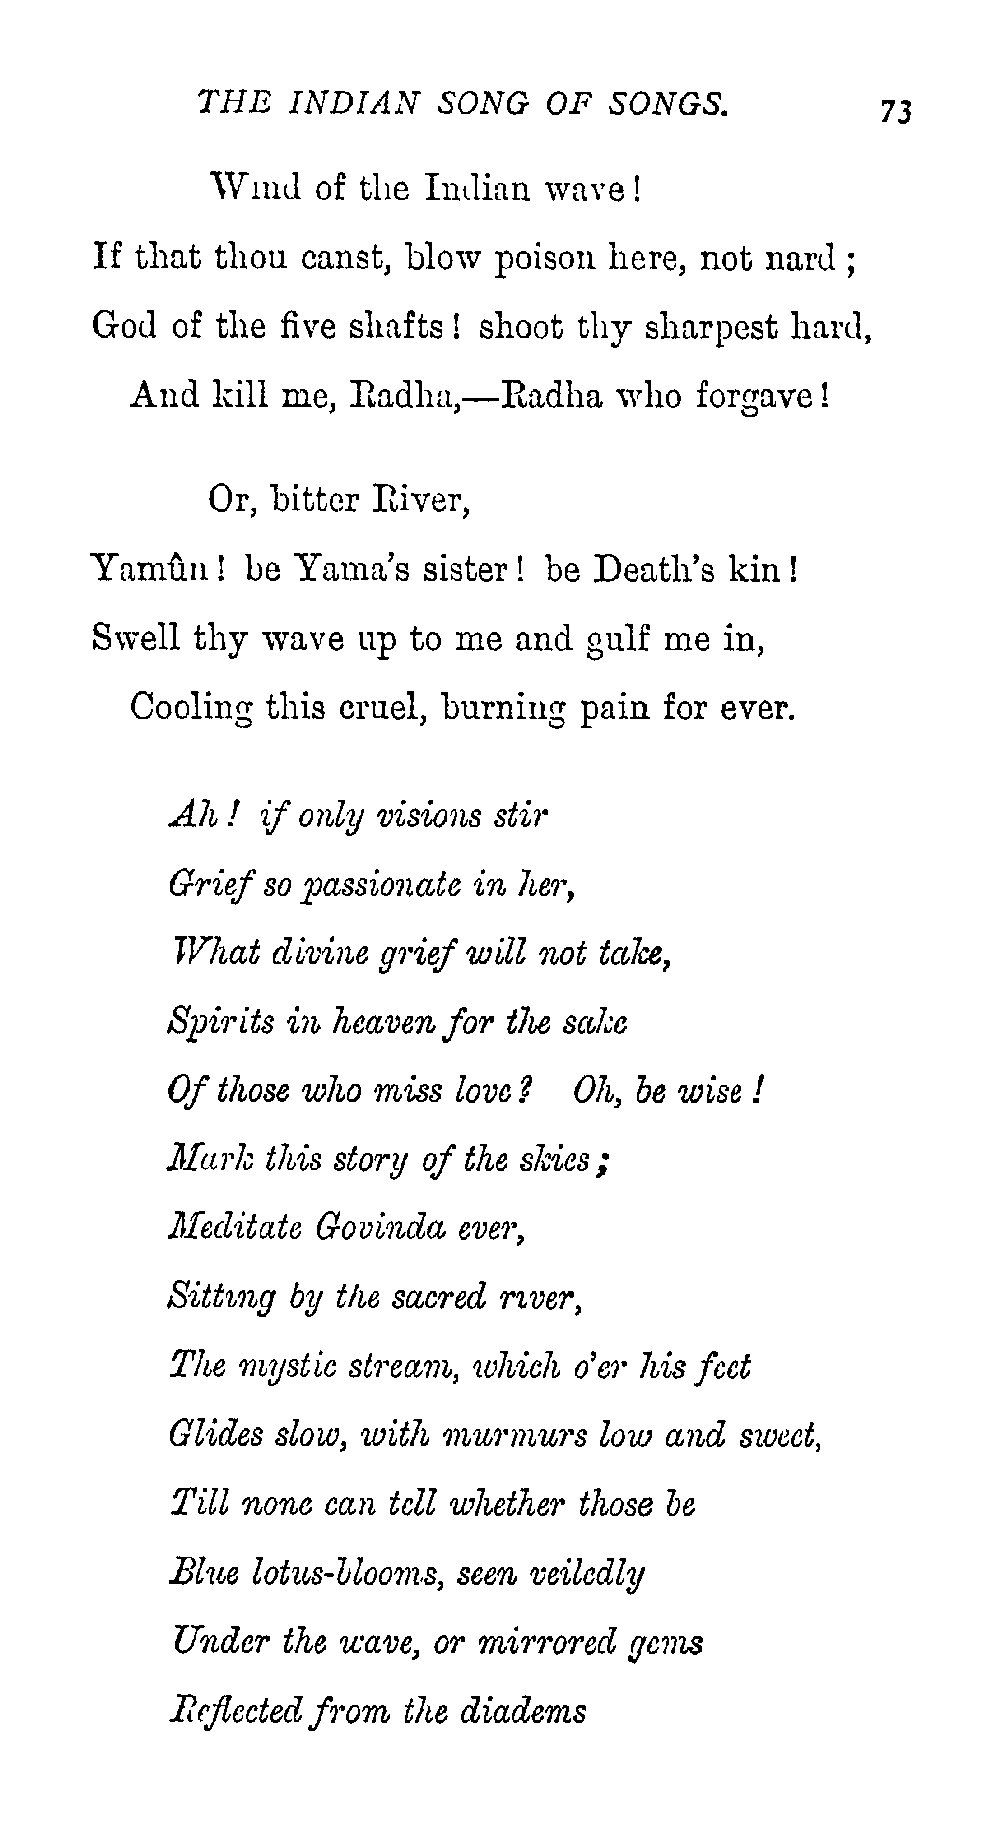 THE INDIAN SONG OF SONGS. 73
Wind of the Indian wave!
If that thou canst, blow poison here, not nard;
God of the five shafts! shoot thy sharpest hard,
And kill me, Radha,—Radha who forgave!
Or, bitter River,
Yamûn! be Yama's sister! be Death's kin!
Swell thy wave up to me and gulf me in,
Cooling this cruel, burning pain for ever.
Ah! if only visions stir
Grief so passionate in her,
What divine grief will not take,
Spirits in heaven for the sake
Of those who miss love? Oh, be wise!
Mark this story of the skies;
Meditate Govinda ever,
Sitting by the sacred river,
The mystic stream, which o'er his feet
Glides slow, with murmurs low and sweet,
Till none can tell whether those be
Blue lotus-blooms, seen veiledly
Under the wave, or mirrored gems
Reflected from the diadems